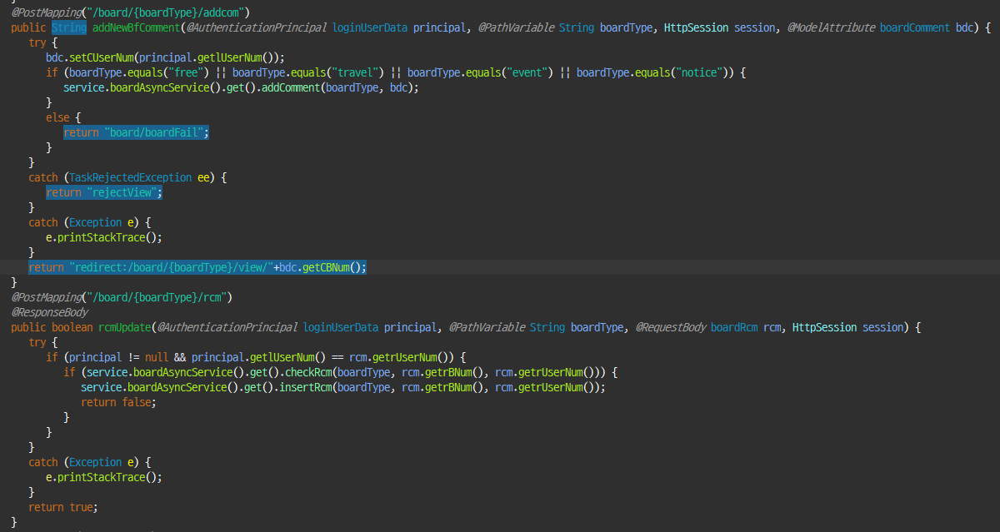 @PostMapping("/board/{boardType}/addcom")
public String addNewBfComment(@AuthenticationPrincipal loginUserData principal, @PathVariable String boardType, HttpSession session, @ModelAttribute boardComment bdc) {
try {
bdc.setCUserNum(principal.getlUserNum());
if (boardType.equals("free") || boardType.equals("travel") || boardType.equals("event") || boardType.equals("notice")) {
service.boardAsyncService().get().addComment(boardType, bdc);
}
else {
return "board/boardFail";
}
}
catch (TaskRejectedException ee) {
return "rejectView";
}
catch (Exception e) {
e.printStackTrace();
}
return "redirect:/board/{boardType}/view/"+bdc.getCBNum();
}
@PostMapping("/board/{boardType}/rcm")
@ResponseBody
public boolean rcmUpdate(@AuthenticationPrincipal loginUserData principal, @PathVariable String boardType, @RequestBody boardRcm rcm, HttpSession session) {
try {
if (principal != null && principal.getlUserNum() == rcm.getrUserNum()) {
if (service.boardAsyncService().get().checkRcm(boardType, rcm.getrBNum(), rcm.getrUserNum())) {
service.boardAsyncService().get().insertRcm(boardType, rcm.getrBNum(), rcm.getrUserNum());
return false;
}
}
}
catch (Exception e) {
e.printStackTrace();
}
return true;
}